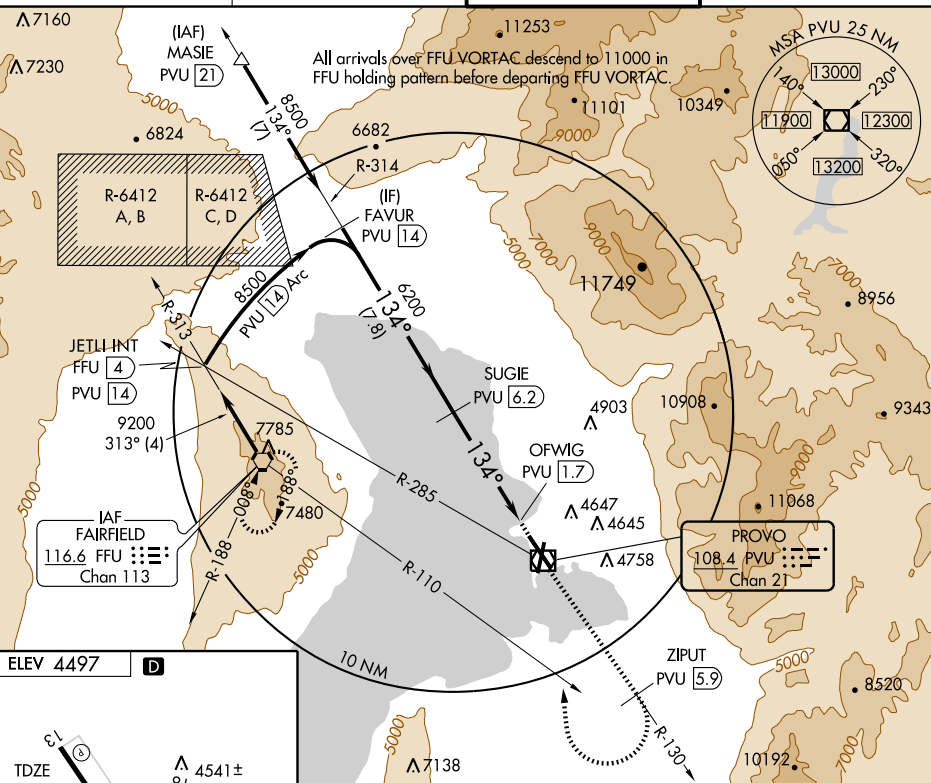 7160
7230
(IAF)
MASIE
PVU 21
11253
All arrivals over FFU VORTAC descend to 11000 in
FFU holding pattern before departing FFU VORTAC.
MSA PVU 25 NM
13000
140°
230°
11900
12300
050°
320°
13200
5000
6824
8500
134°
(7)
6682
11101
9000
10349
R-314
R-6412
A, B
R-6412
C, D
(IF)
FAVUR
PVU 14
5000
7000
9000
11749
7000
8956
8500
PVU 14 Arc
6200
134°
(7.8)
R-313
JETLI INT
FFU 4
PVU 14
SUGIE
PVU 6.2
4903
10908
9343
9200
313° (4)
7785
134°
OFWIG
PVU 1.7
9000
R-285
5000
008°
188°
7480
4647
4645
11068
IAF
FAIRFIELD
116.6 FFU
Chan 113
R-188
5000
R-110
4758
PROVO
108.4 PVU
Chan 21
ELEV 4497
D
10 NM
ZIPUT
PVU 5.9
5000
8520
R-130
13
P
TDZE
4541±
5000
7138
10192